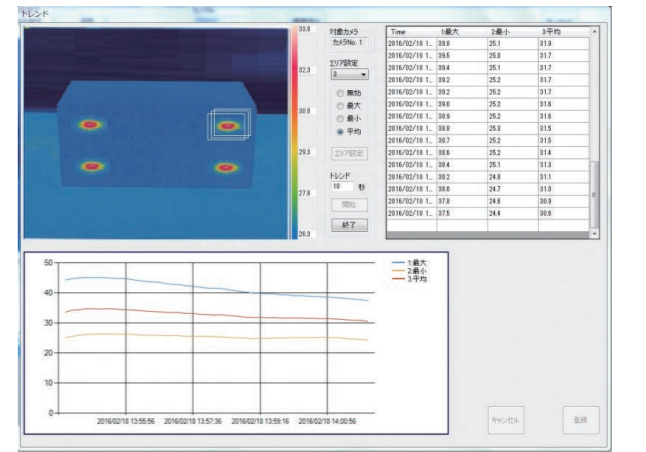 トレンド
33.8
32.3
30.8
29.3
27.8
26.3
対象カメラ
カメラNo. 1
エリア設定
3
無効
最大
最小
平均
エリア設定
トレンド
10 秒
開始
終了
Time 1:最大 2:最小 3:平均
2016/02/18 1... 39.8 25.1 31.9
2016/02/18 1... 39.5 25.0 31.7
2016/02/18 1... 39.4 25.1 31.7
2016/02/18 1... 39.2 25.2 31.7
2016/02/18 1... 39.2 25.2 31.7
2016/02/18 1... 39.0 25.2 31.6
2016/02/18 1... 38.9 25.2 31.6
2016/02/18 1... 38.8 25.3 31.5
2016/02/18 1... 38.7 25.2 31.5
2016/02/18 1... 38.6 25.2 31.4
2016/02/18 1... 38.4 25.1 31.3
2016/02/18 1... 38.2 24.8 31.1
2016/02/18 1... 38.0 24.7 31.0
2016/02/18 1... 37.8 24.6 30.9
2016/02/18 1... 37.5 24.4 30.6
50
40
30
20
10
0
2016/02/18 13:55:56 2016/02/18 13:57:36 2016/02/18 13:59:16 2016/02/18 14:00:56
1:最大
2:最小
3:平均
キャンセル
登録